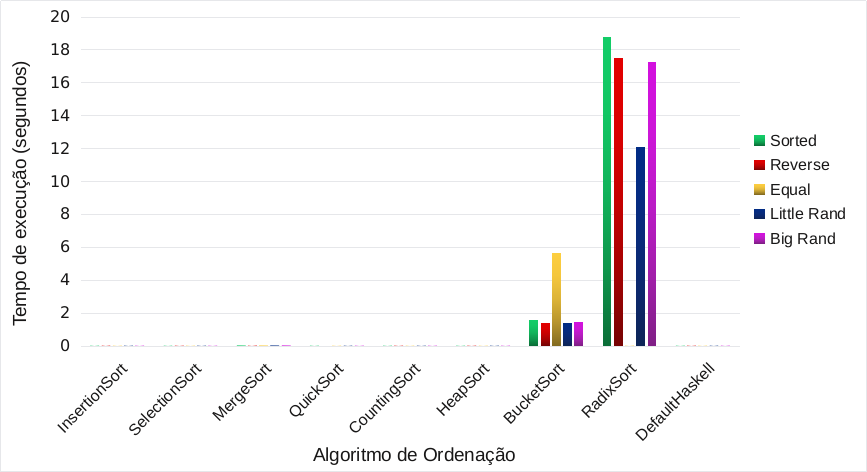 20
18
16
14
12
10
8
6
4
2
0
Tempo de execução (segundos)
InsertionSort
SelectionSort
MergeSort
QuickSort
CountingSort
HeapSort
BucketSort
RadixSort
DefaultHaskell
Algoritmo de Ordenação
Sorted
Reverse
Equal
Little Rand
Big Rand